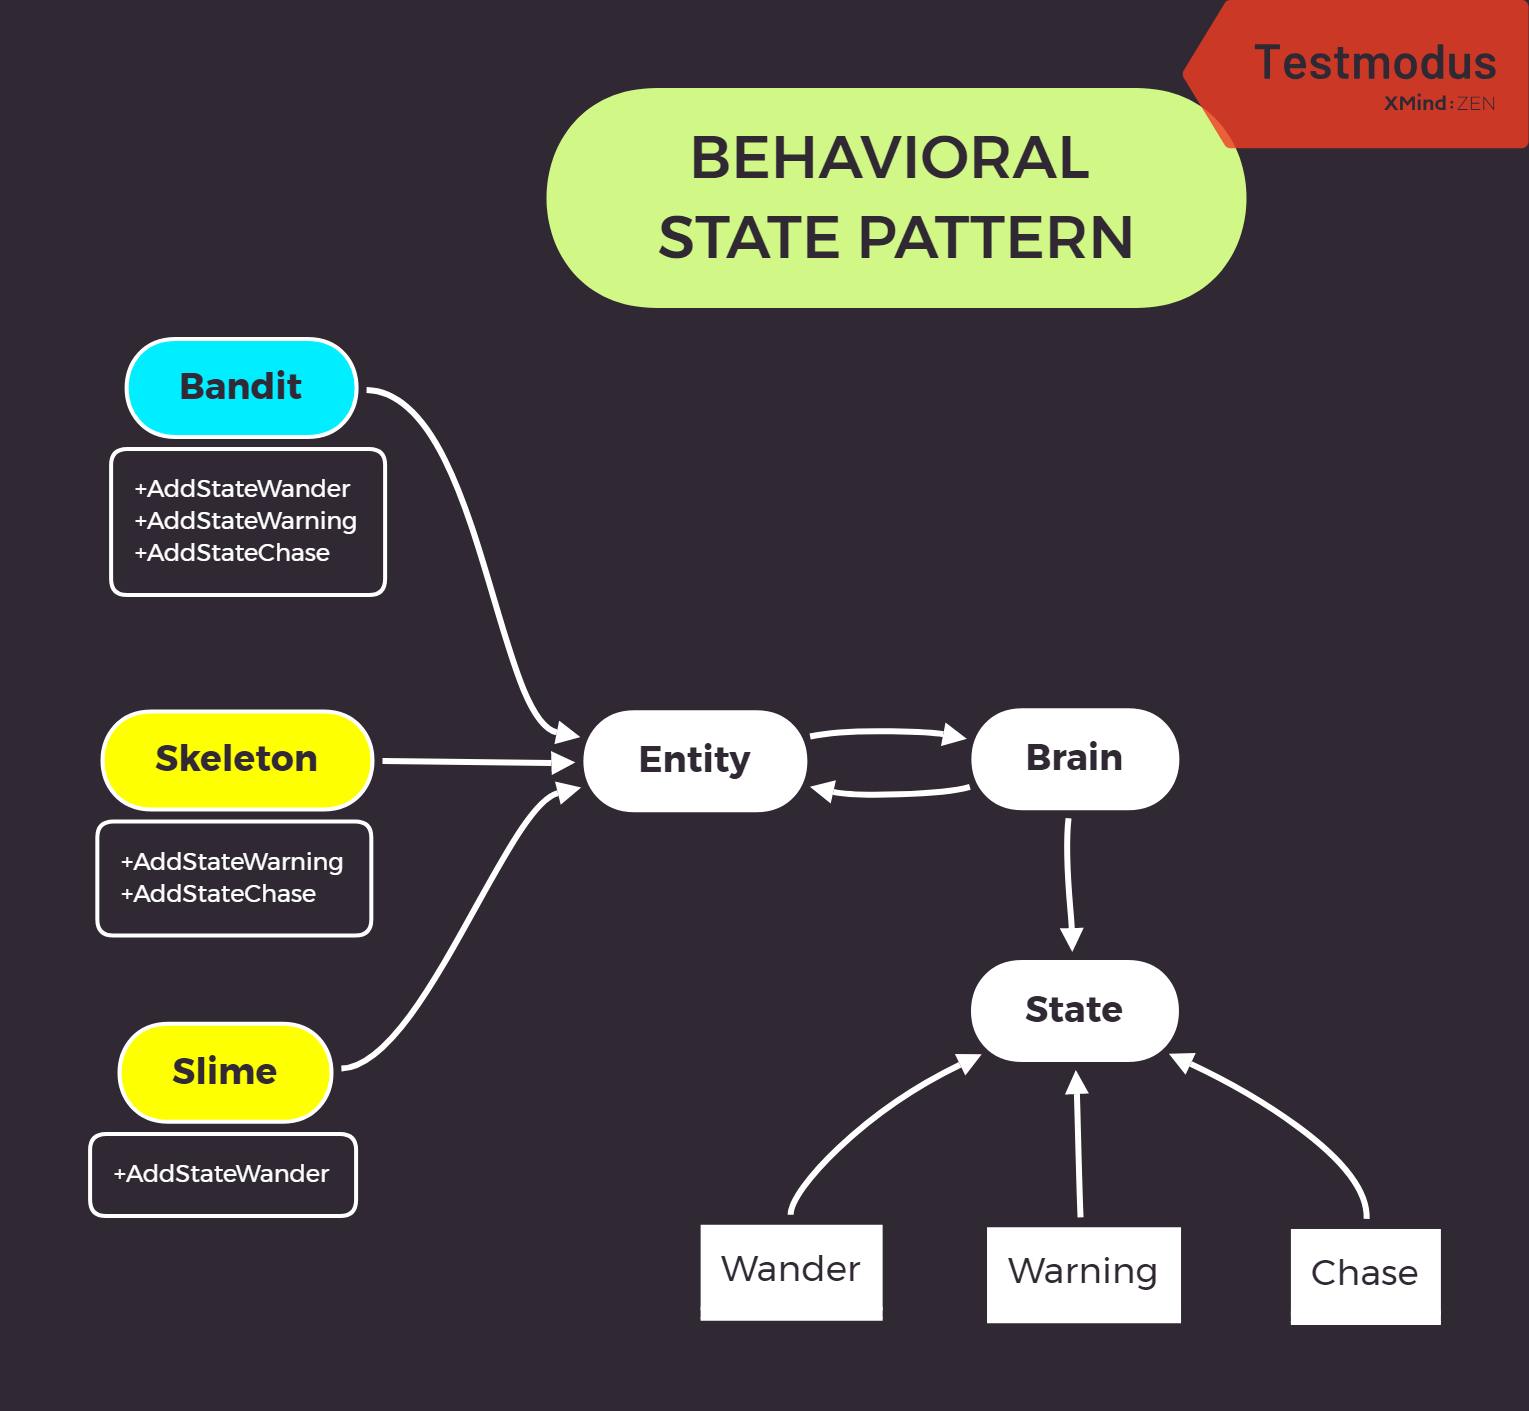 Testmodus
XMind:ZEN
BEHAVIORAL
STATE PATTERN
Bandit
+AddStateWander
+AddStateWarning
+AddStateChase
Skeleton
+AddStateWarning
+AddStateChase
Slime
+AddStateWander
Entity
Brain
State
Wander
Warning
Chase